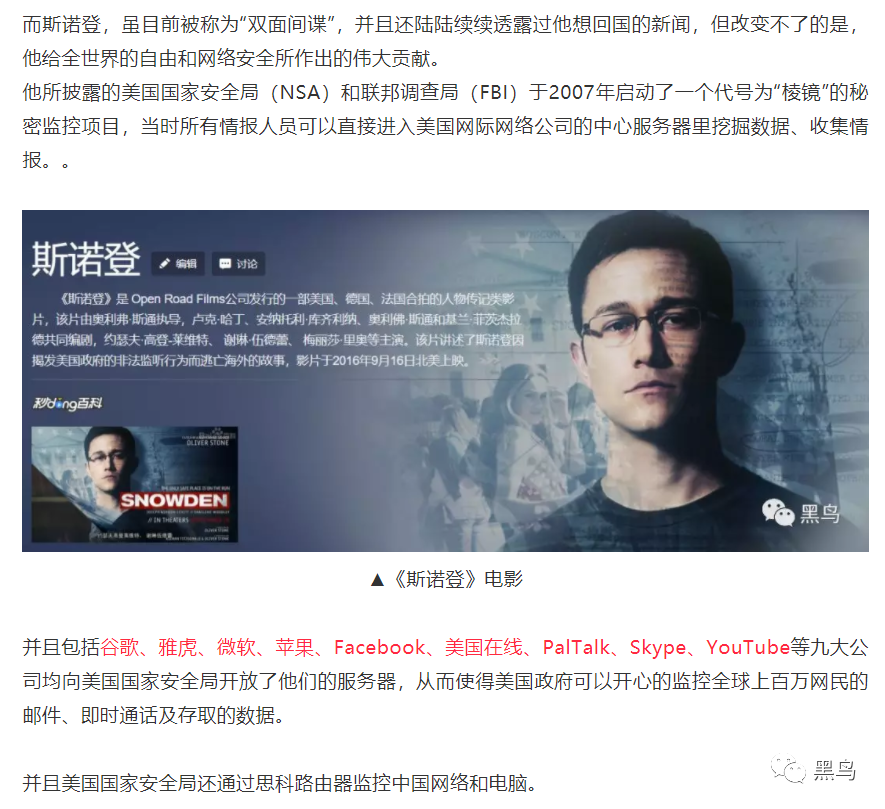 而斯诺登，虽目前被称为“双面间谍”，并且还陆陆续续透露过他想回国的新闻，但改变不了的是，
他给全世界的自由和网络安全所作出的伟大贡献。
他所披露的美国国家安全局（NSA）和联邦调查局（FBI）于2007年启动了一个代号为“棱镜”的秘
密监控项目，当时所有情报人员可以直接进入美国网际网络公司的中心服务器里挖掘数据、收集情
报。。
斯诺登 编辑 讨论
《斯诺登》是 Open Road Films公司发行的一部美国、德国、法国合拍的人物传记类影
片，该片由奥利弗·斯通执导，卢克·哈丁、安纳托利·库齐利纳、奥利佛·斯通和基兰·菲茨杰拉
德共同编剧，约瑟夫·高登-莱维特、谢琳·伍德蕾、梅丽莎·里奥等主演。该片讲述了斯诺登因
揭发美国政府的非法监听行为而逃亡海外的故事，影片于2016年9月16日北美上映。
秒dong百科
OLIVER STONE
SNOWDEN
IN THEATERS
黑鸟
▲《斯诺登》电影
并且包括谷歌、雅虎、微软、苹果、Facebook、美国在线、PalTalk、Skype、YouTube等九大公
司均向美国国家安全局开放了他们的服务器，从而使得美国政府可以开心的监控全球上百万网民的
邮件、即时通话及存取的数据。
并且美国国家安全局还通过思科路由器监控中国网络和电脑。
黑鸟